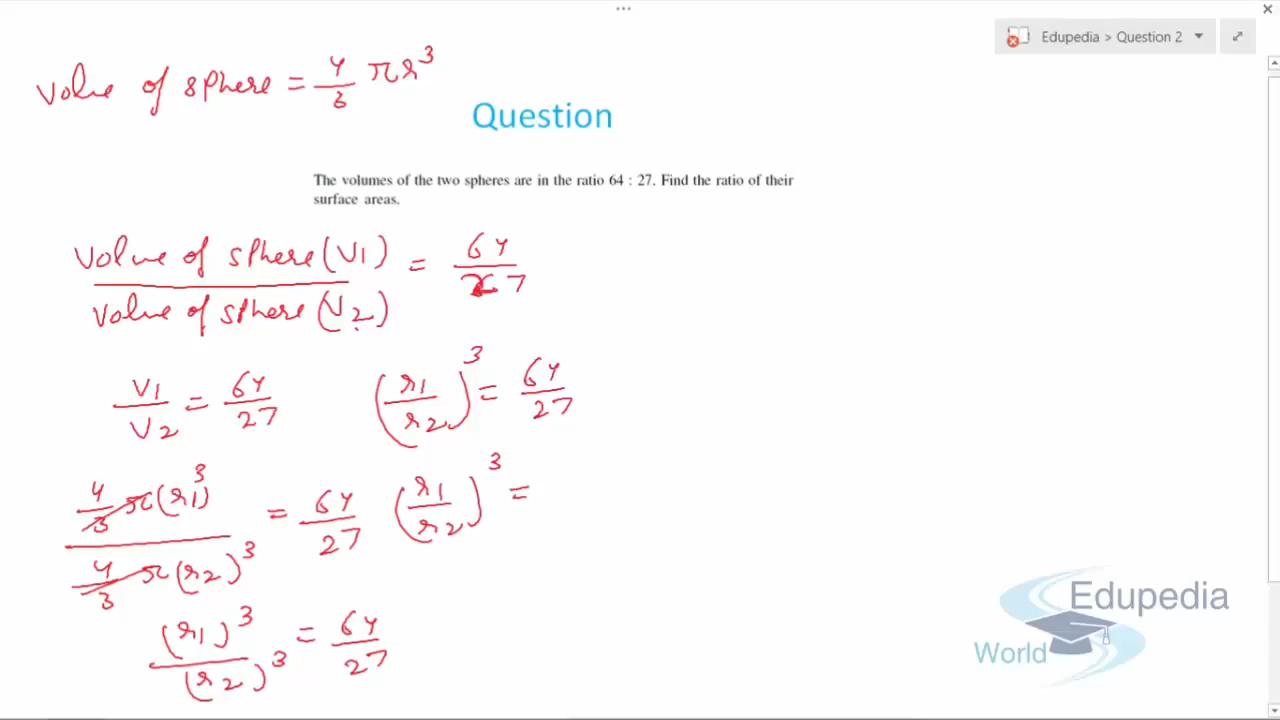 Edupedia > Question 2
Volume of sphere = 4/3 πr³
Question
The volumes of the two spheres are in the ratio 64 : 27. Find the ratio of their
surface areas.
Volume of sphere (V1) / Volume of sphere (V2) = 64/27
V1/V2 = 64/27
4/3 π(r1)³ / 4/3 π(r2)³ = 64/27
(r1)³/(r2)³ = 64/27
(r1/r2)³ = 64/27
(r1/r2)³ =
Edupedia
World